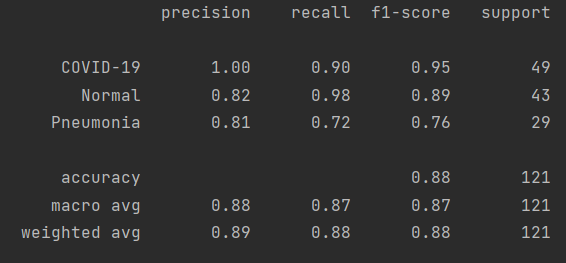 precision recall f1-score support
COVID-19 1.00 0.90 0.95 49
Normal 0.82 0.98 0.89 43
Pneumonia 0.81 0.72 0.76 29
accuracy 0.88 121
macro avg 0.88 0.87 0.87 121
weighted avg 0.89 0.88 0.88 121